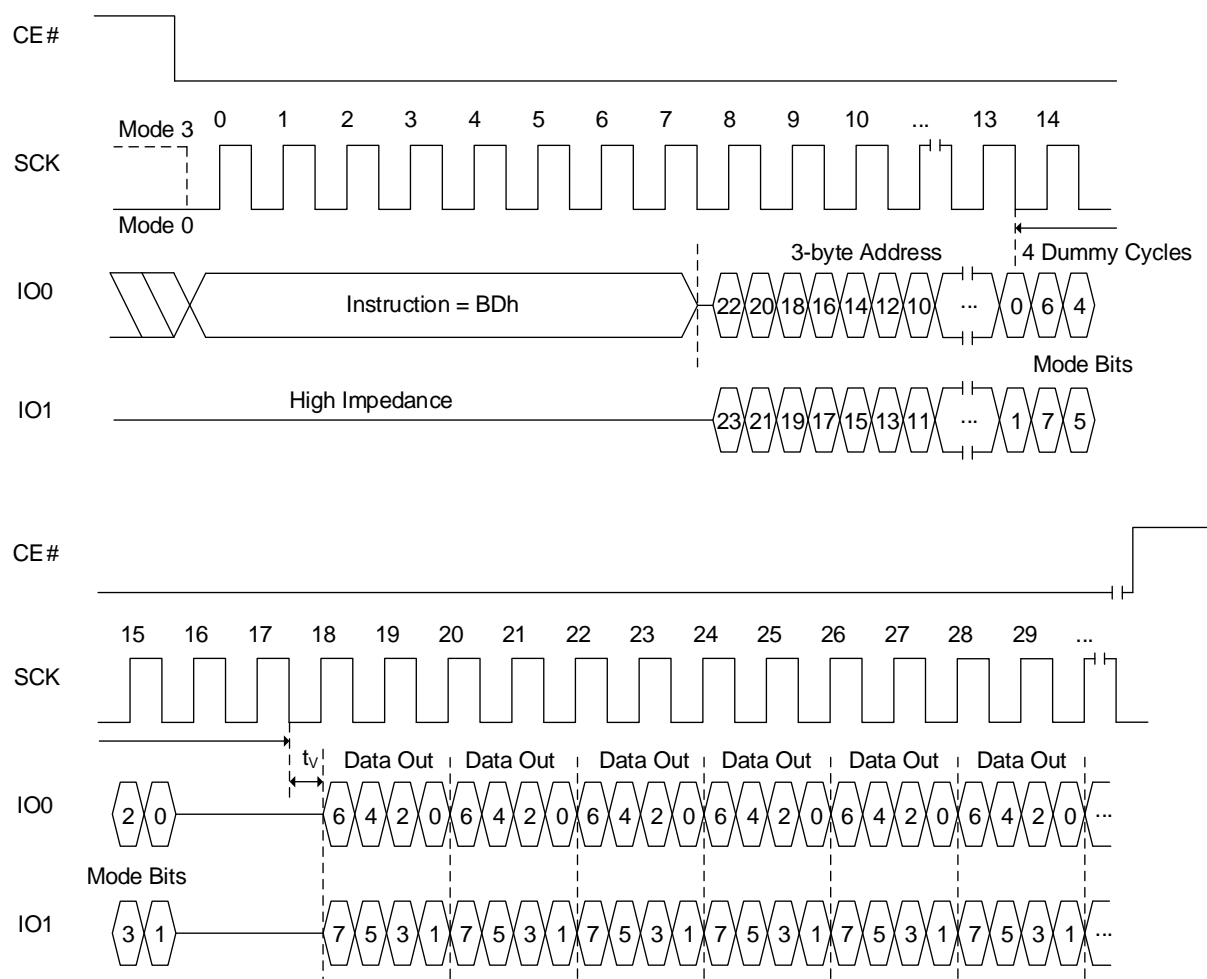 CE#
Mode 3
0 1 2 3 4 5 6 7 8 9 10 ... 13 14
SCK
Mode 0
3-byte Address
4 Dummy Cycles
IO0
Instruction = BDh
22 20 18 16 14 12 10 ... 0 6 4
Mode Bits
IO1
High Impedance
23 21 19 17 15 13 11 ... 1 7 5
CE#
15 16 17 18 19 20 21 22 23 24 25 26 27 28 29 ...
SCK
tV Data Out Data Out Data Out Data Out Data Out Data Out
IO0
2 0 6 4 2 0 6 4 2 0 6 4 2 0 6 4 2 0 6 4 2 0 6 4 2 0 ...
Mode Bits
IO1
3 1 7 5 3 1 7 5 3 1 7 5 3 1 7 5 3 1 7 5 3 1 7 5 3 1 ...